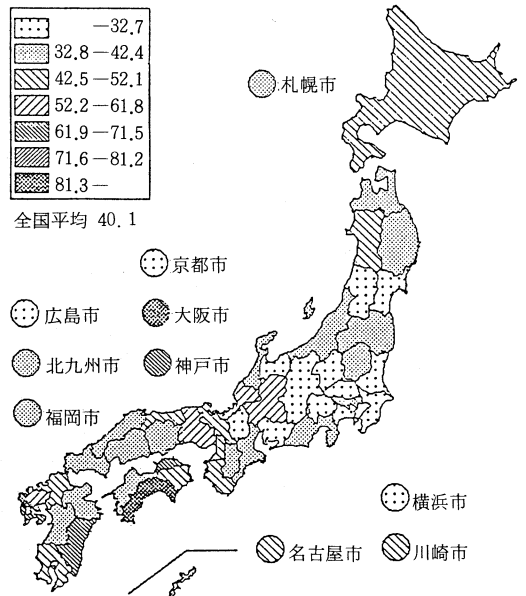 —32.7
32.8—42.4
42.5—52.1
52.2—61.8
61.9—71.5
71.6—81.2
81.3—
全国平均 40.1
札幌市
京都市
広島市
大阪市
北九州市
神戸市
福岡市
横浜市
名古屋市
川崎市